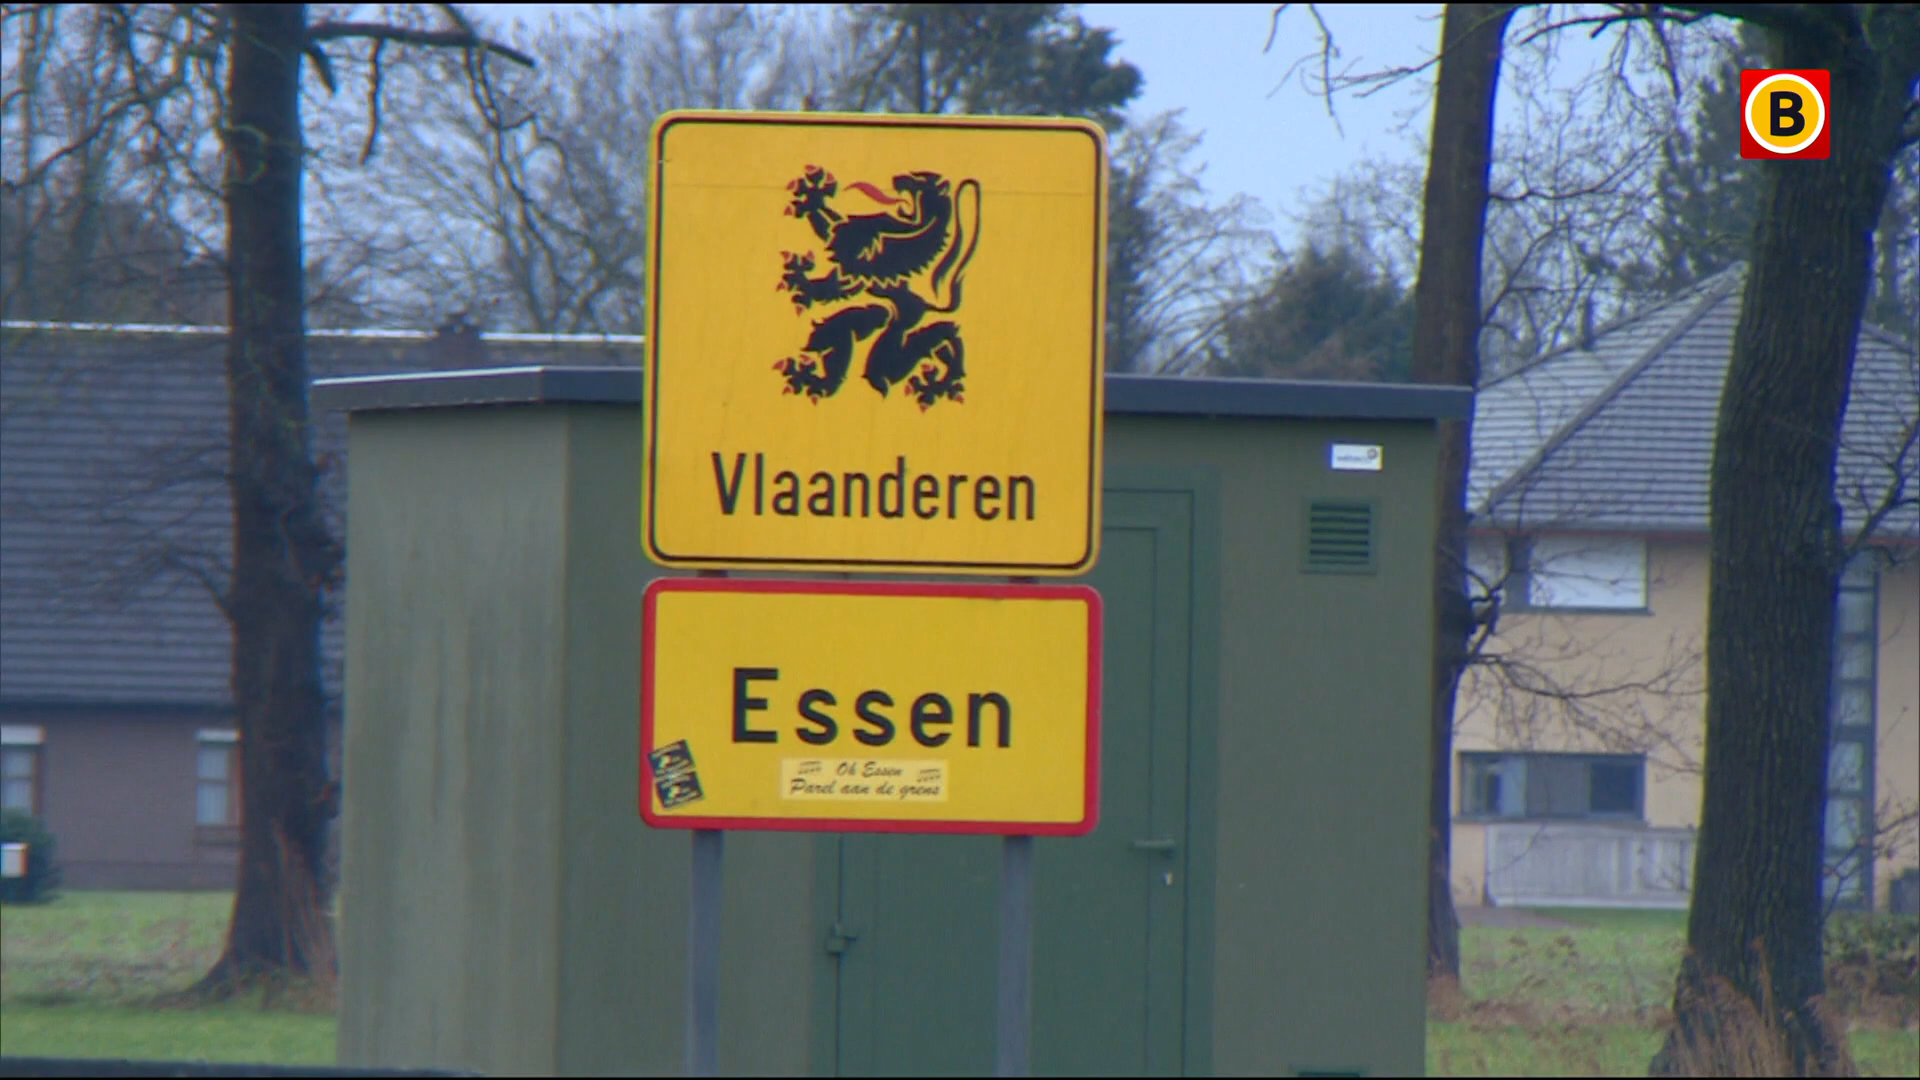 B
Vlaanderen
Essen
Oh Essen
Parel aan de grens